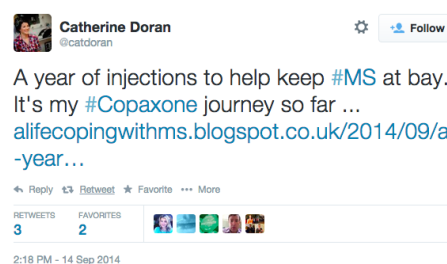 Catherine Doran
@catdoran
Follow
A year of injections to help keep #MS at bay.
It's my #Copaxone journey so far ...
alifecopingwithms.blogspot.co.uk/2014/09/a
-year…
Reply Retweet Favorite More
RETWEETS FAVORITES
3 2
2:18 PM - 14 Sep 2014